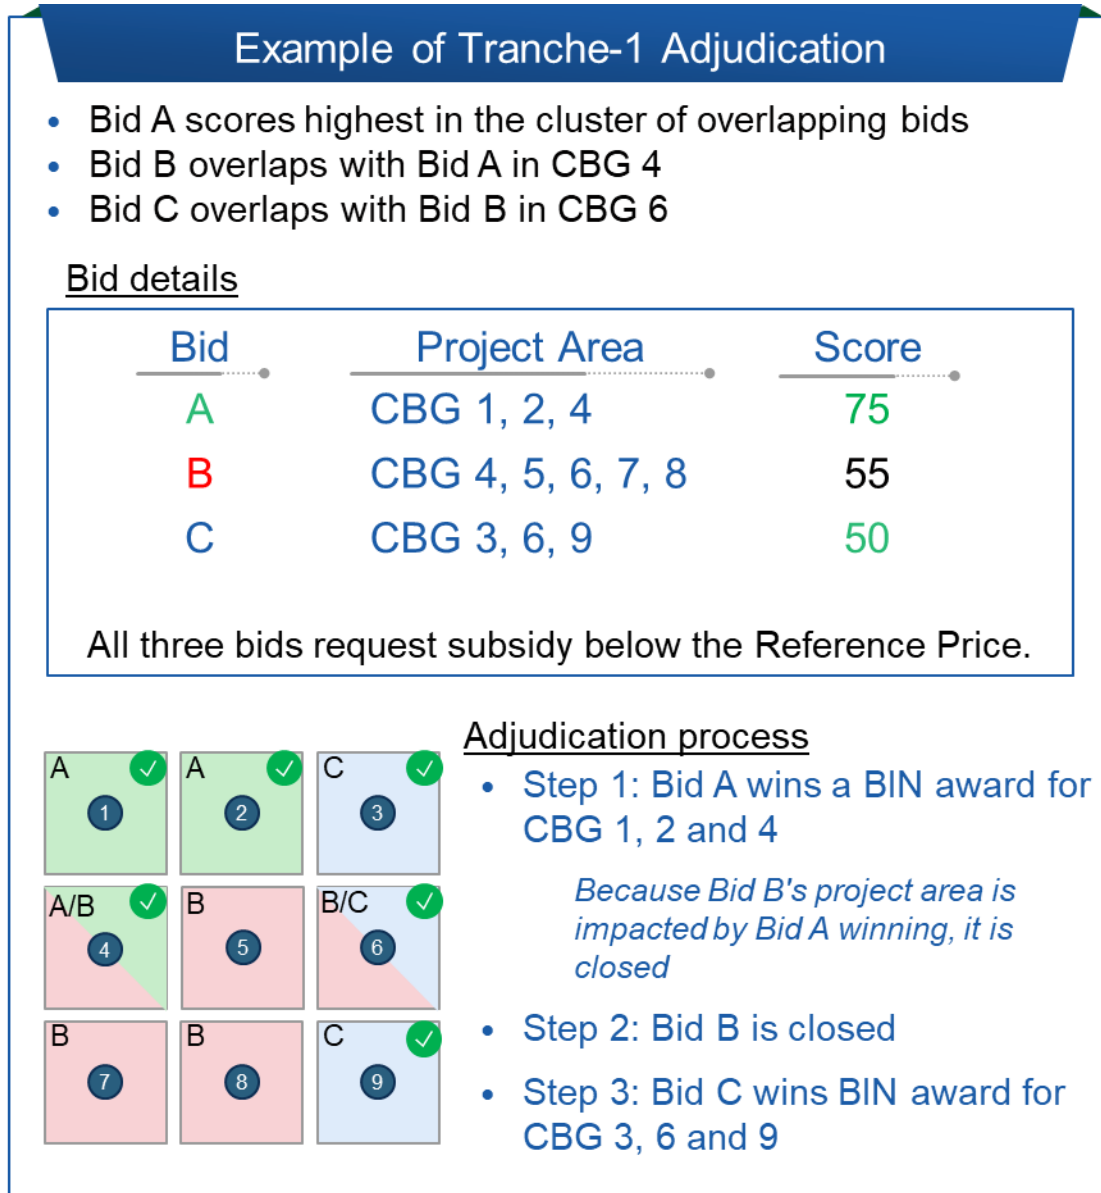 Example of Tranche-1 Adjudication
• Bid A scores highest in the cluster of overlapping bids
• Bid B overlaps with Bid A in CBG 4
• Bid C overlaps with Bid B in CBG 6
Bid details
Bid Project Area Score
A CBG 1, 2, 4 75
B CBG 4, 5, 6, 7, 8 55
C CBG 3, 6, 9 50
All three bids request subsidy below the Reference Price.
A A C
1 2 3
A/B B B/C
4 5 6
B B C
7 8 9
Adjudication process
• Step 1: Bid A wins a BIN award for
CBG 1, 2 and 4
Because Bid B's project area is
impacted by Bid A winning, it is
closed
• Step 2: Bid B is closed
• Step 3: Bid C wins BIN award for
CBG 3, 6 and 9